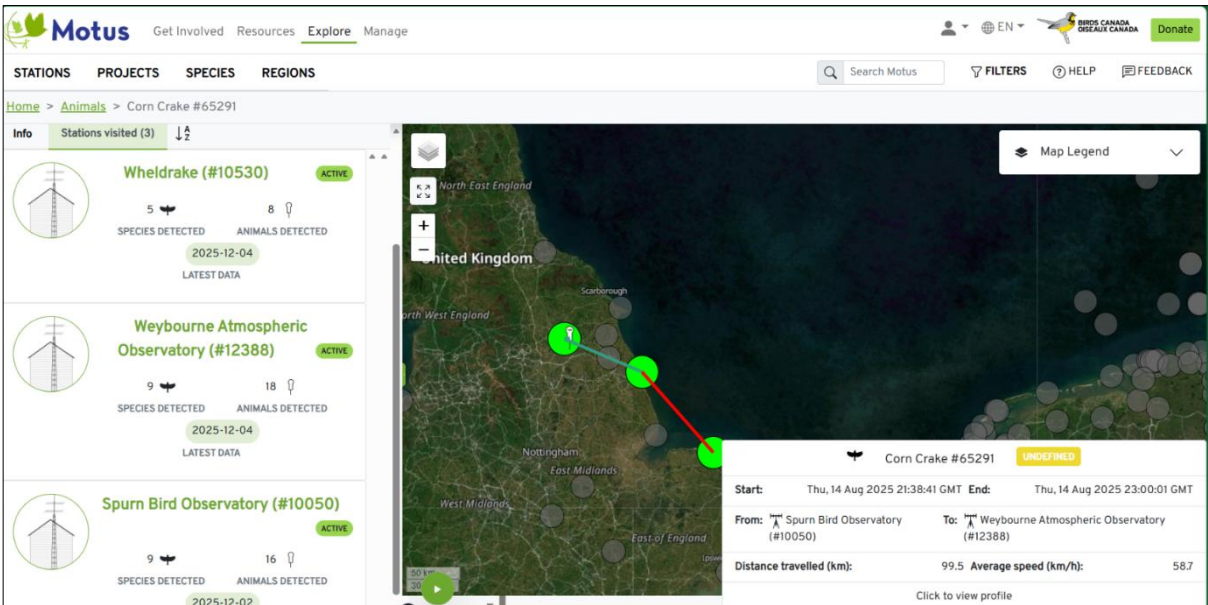 Motus
Get Involved Resources Explore Manage
EN
BIRDS CANADA
OISEAUX CANADA
Donate
STATIONS PROJECTS SPECIES REGIONS
Search Motus
FILTERS
HELP
FEEDBACK
Home > Animals > Corn Crake #65291
Info Stations visited (3)
Wheldrake (#10530)
ACTIVE
5 8
SPECIES DETECTED ANIMALS DETECTED
2025-12-04
LATEST DATA
Weybourne Atmospheric
Observatory (#12388)
ACTIVE
9 18
SPECIES DETECTED ANIMALS DETECTED
2025-12-04
LATEST DATA
Spurn Bird Observatory (#10050)
ACTIVE
9 16
SPECIES DETECTED ANIMALS DETECTED
2025-12-02
Map Legend
+
−
North East England
United Kingdom
Scarborough
orth West England
Nottingham
East Midlands
West Midlands
East of England
50 km
Corn Crake #65291 UNDEFINED
Start: Thu, 14 Aug 2025 21:38:41 GMT End: Thu, 14 Aug 2025 23:00:01 GMT
From: Spurn Bird Observatory (#10050) To: Weybourne Atmospheric Observatory (#12388)
Distance travelled (km): 99.5 Average speed (km/h): 58.7
Click to view profile